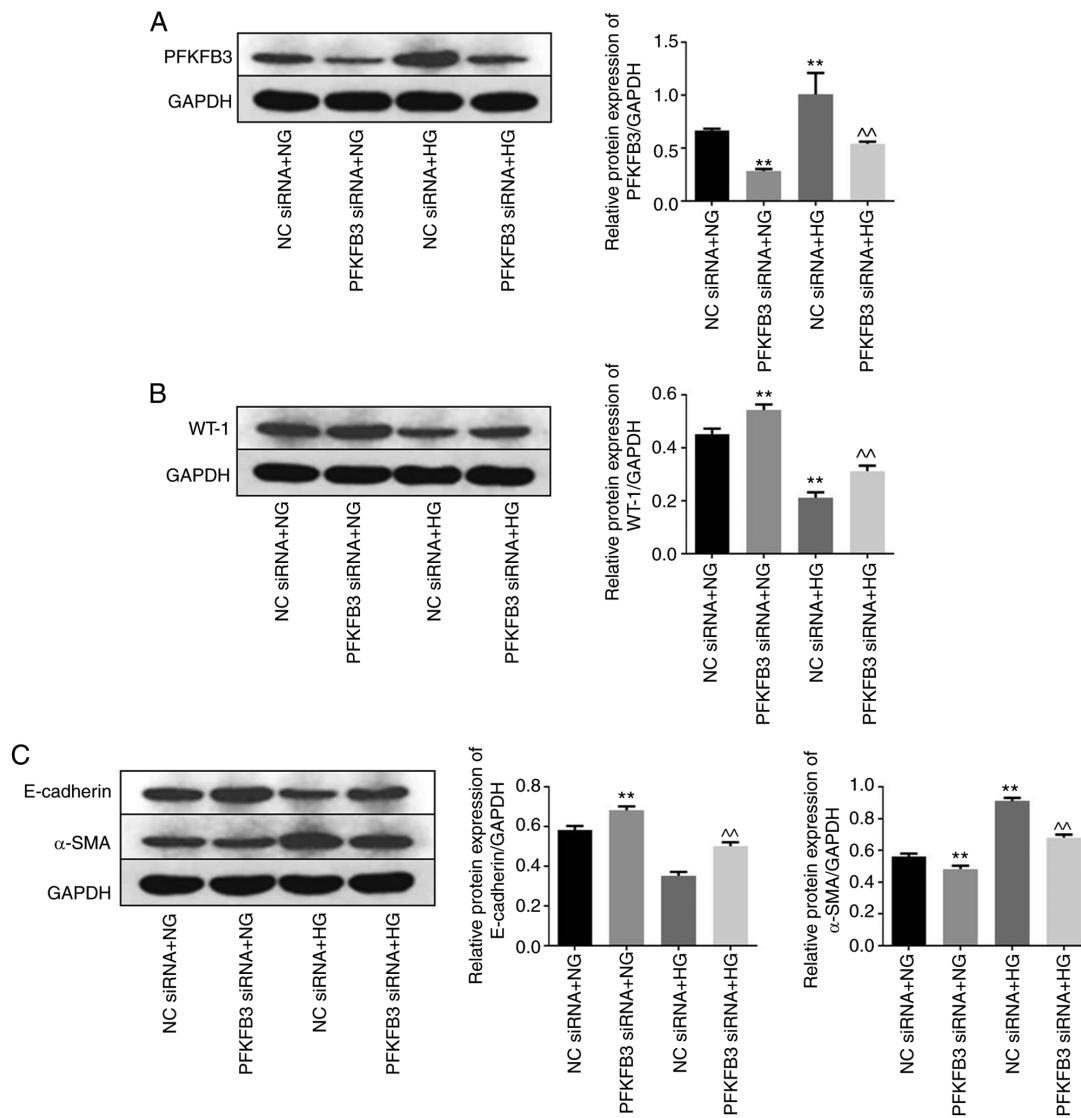 A
PFKFB3
GAPDH
NC siRNA+NG
PFKFB3 siRNA+NG
NC siRNA+HG
PFKFB3 siRNA+HG
Relative protein expression of
PFKFB3/GAPDH
1.5
1.0
0.5
0.0
**
**
^^
NC siRNA+NG
PFKFB3 siRNA+NG
NC siRNA+HG
PFKFB3 siRNA+HG
B
WT-1
GAPDH
NC siRNA+NG
PFKFB3 siRNA+NG
NC siRNA+HG
PFKFB3 siRNA+HG
Relative protein expression of
WT-1/GAPDH
0.6
0.4
0.2
0.0
**
**
^^
NC siRNA+NG
PFKFB3 siRNA+NG
NC siRNA+HG
PFKFB3 siRNA+HG
C
E-cadherin
α-SMA
GAPDH
NC siRNA+NG
PFKFB3 siRNA+NG
NC siRNA+HG
PFKFB3 siRNA+HG
Relative protein expression of
E-cadherin/GAPDH
0.8
0.6
0.4
0.2
0.0
**
^^
NC siRNA+NG
PFKFB3 siRNA+NG
NC siRNA+HG
PFKFB3 siRNA+HG
Relative protein expression of
α-SMA/GAPDH
1.0
0.8
0.6
0.4
0.2
0.0
**
**
^^
NC siRNA+NG
PFKFB3 siRNA+NG
NC siRNA+HG
PFKFB3 siRNA+HG